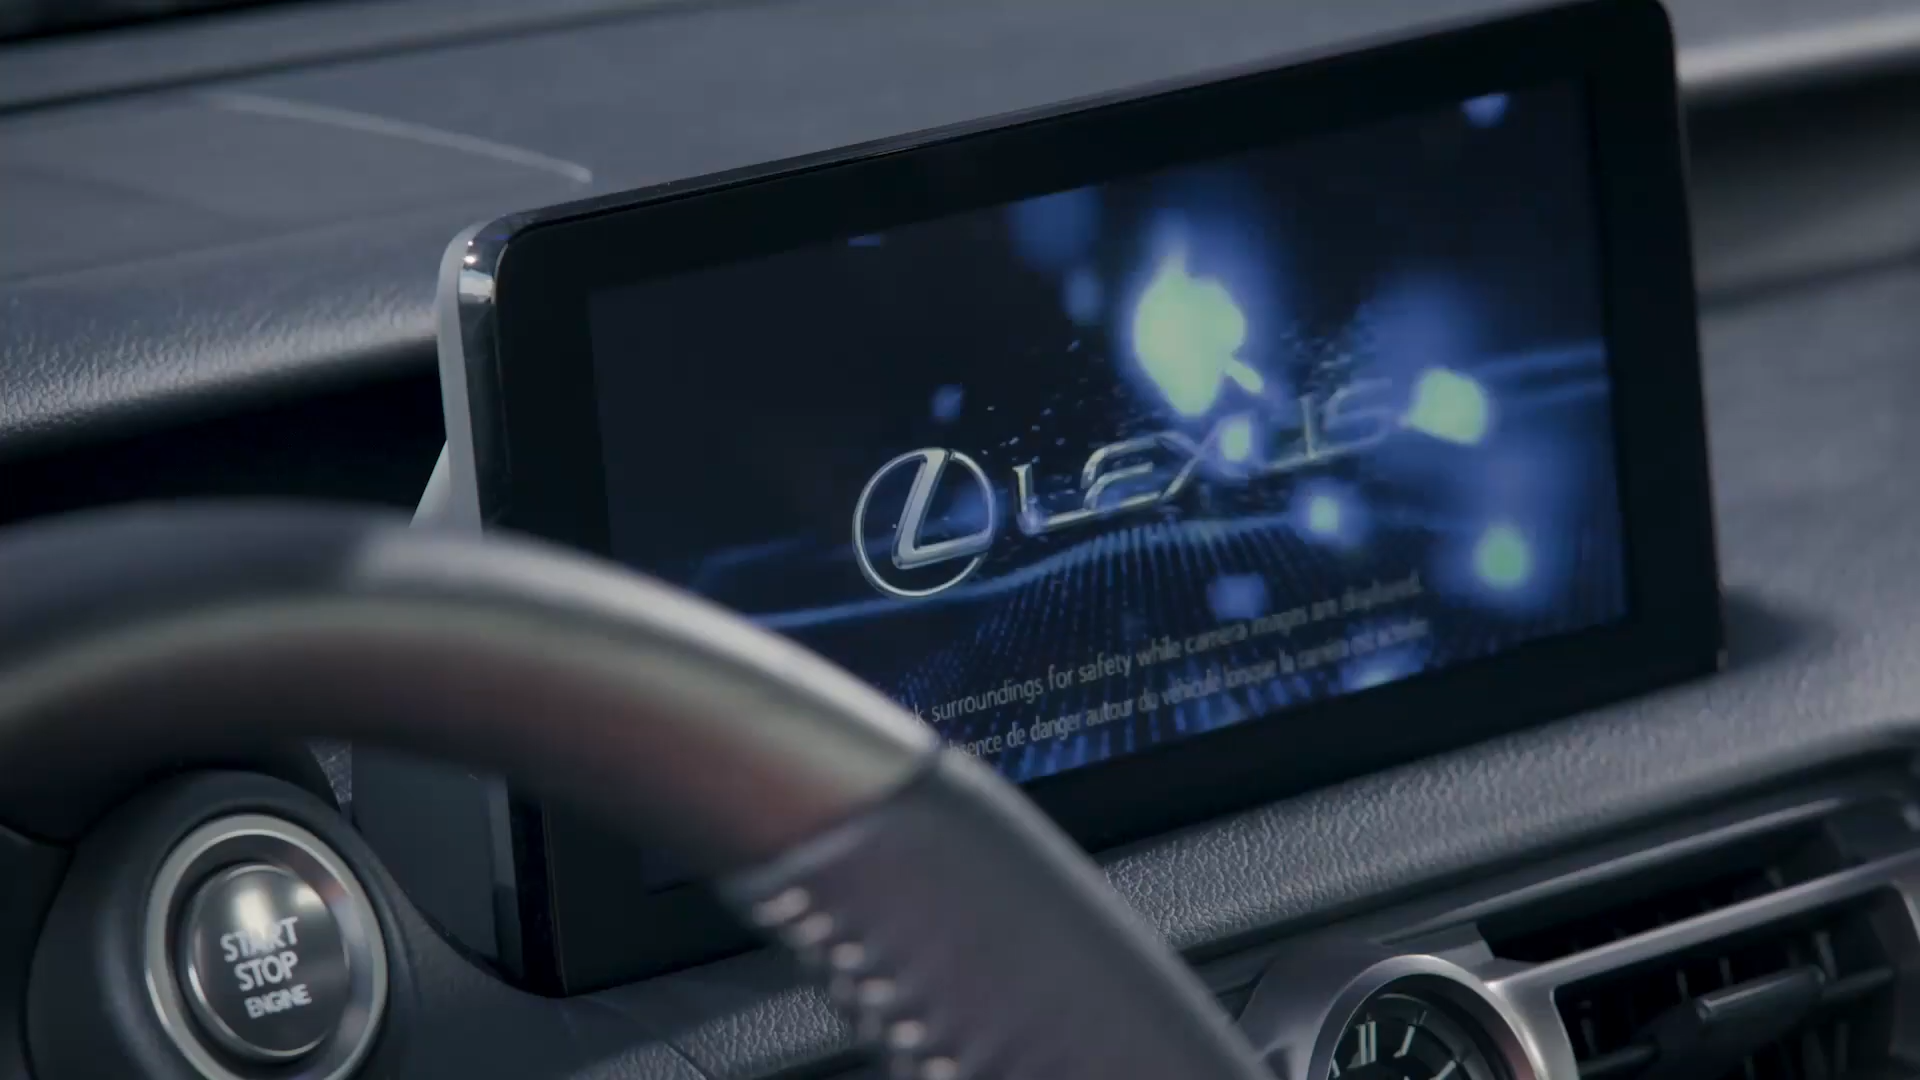 LEXUS
surroundings for safety while camera images are displayed.
de danger autour du véhicule lorsque la caméra est activée.
START
STOP
ENGINE
XII